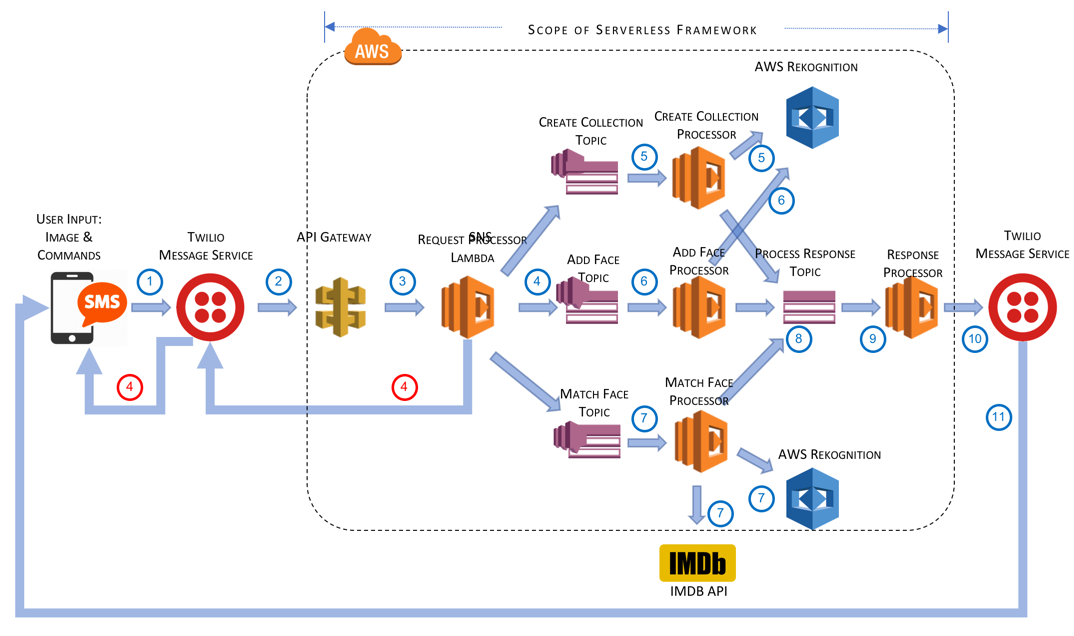 Scope of Serverless Framework
AWS
AWS Rekognition
Create Collection
Topic
Create Collection
Processor
5
5
6
User Input:
Image &
Commands
Twilio
Message Service
API Gateway
SNS
Request Processor
Lambda
Add Face
Topic
Add Face
Processor
Process Response
Topic
Response
Processor
Twilio
Message Service
SMS
1
2
3
4
6
8
9
10
4
4
Match Face
Topic
Match Face
Processor
7
11
AWS Rekognition
7
7
IMDb
IMDB API